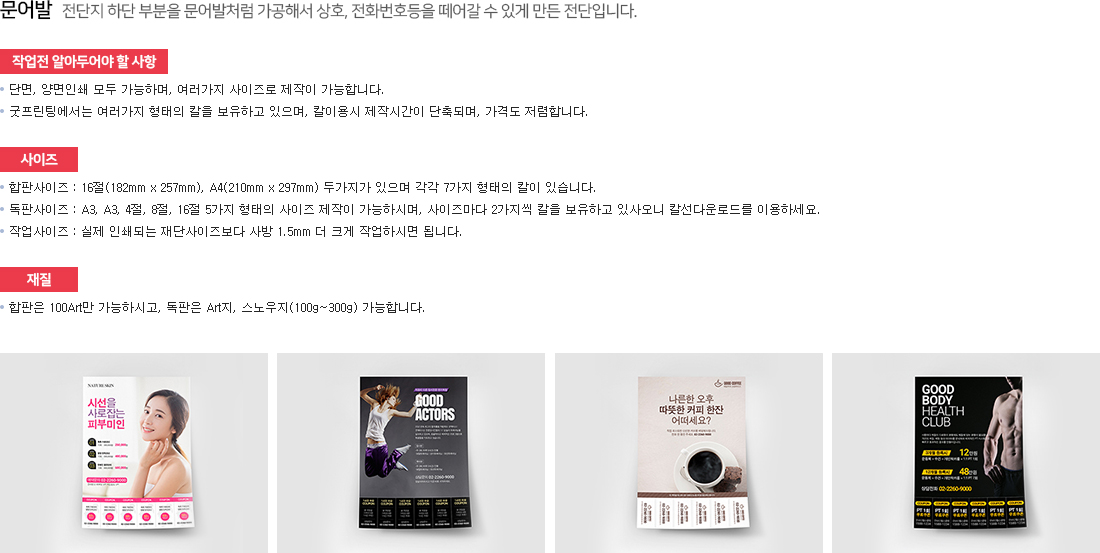 문어발 전단지 하단 부분을 문어발처럼 가공해서 상호, 전화번호등을 떼어갈 수 있게 만든 전단입니다.
작업전 알아두어야 할 사항
단면, 양면인쇄 모두 가능하며, 여러가지 사이즈로 제작이 가능합니다.
굿프린팅에서는 여러가지 형태의 칼을 보유하고 있으며, 칼이용시 제작시간이 단축되며, 가격도 저렴합니다.
사이즈
합판사이즈 : 16절(182mm x 257mm), A4(210mm x 297mm) 두가지가 있으며 각각 7가지 형태의 칼이 있습니다.
독판사이즈 : A3, A3, 4절, 8절, 16절 5가지 형태의 사이즈 제작이 가능하시며, 사이즈마다 2가지씩 칼을 보유하고 있사오니 칼선다운로드를 이용하세요.
작업사이즈 : 실제 인쇄되는 재단사이즈보다 사방 1.5mm 더 크게 작업하시면 됩니다.
재질
합판은 100Art만 가능하시고, 독판은 Art지, 스노우지(100g~300g) 가능합니다.
NATURE SKIN
시선을
사로잡는
피부미인
02-2260-9000
GOOD
ACTORS
02-2260-9000
GOOD COFFEE
나른한 오후
따뜻한 커피 한잔
어떠세요?
GOOD
BODY
HEALTH
CLUB
12만원
48만원
상담전화 02-2260-9000